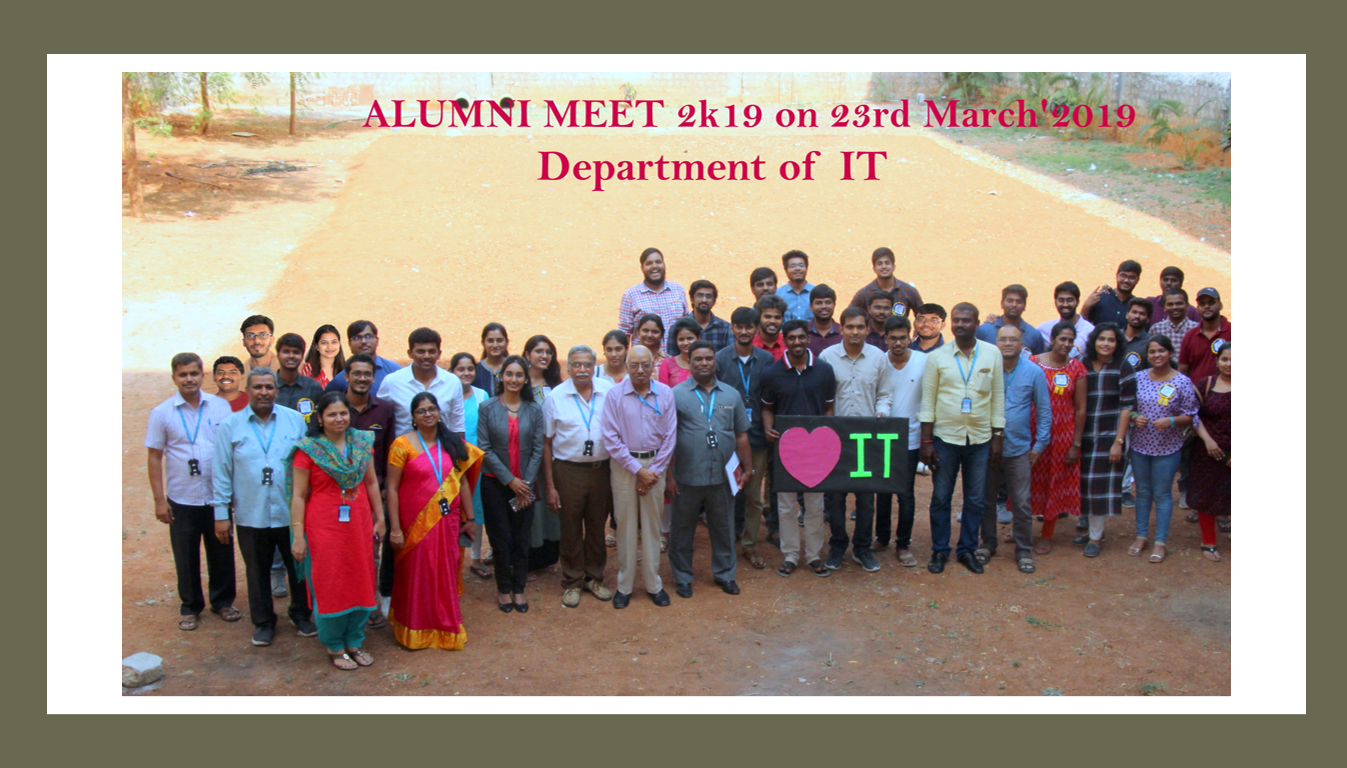 ALUMNI MEET 2k19 on 23rd March'2019
Department of IT
IT